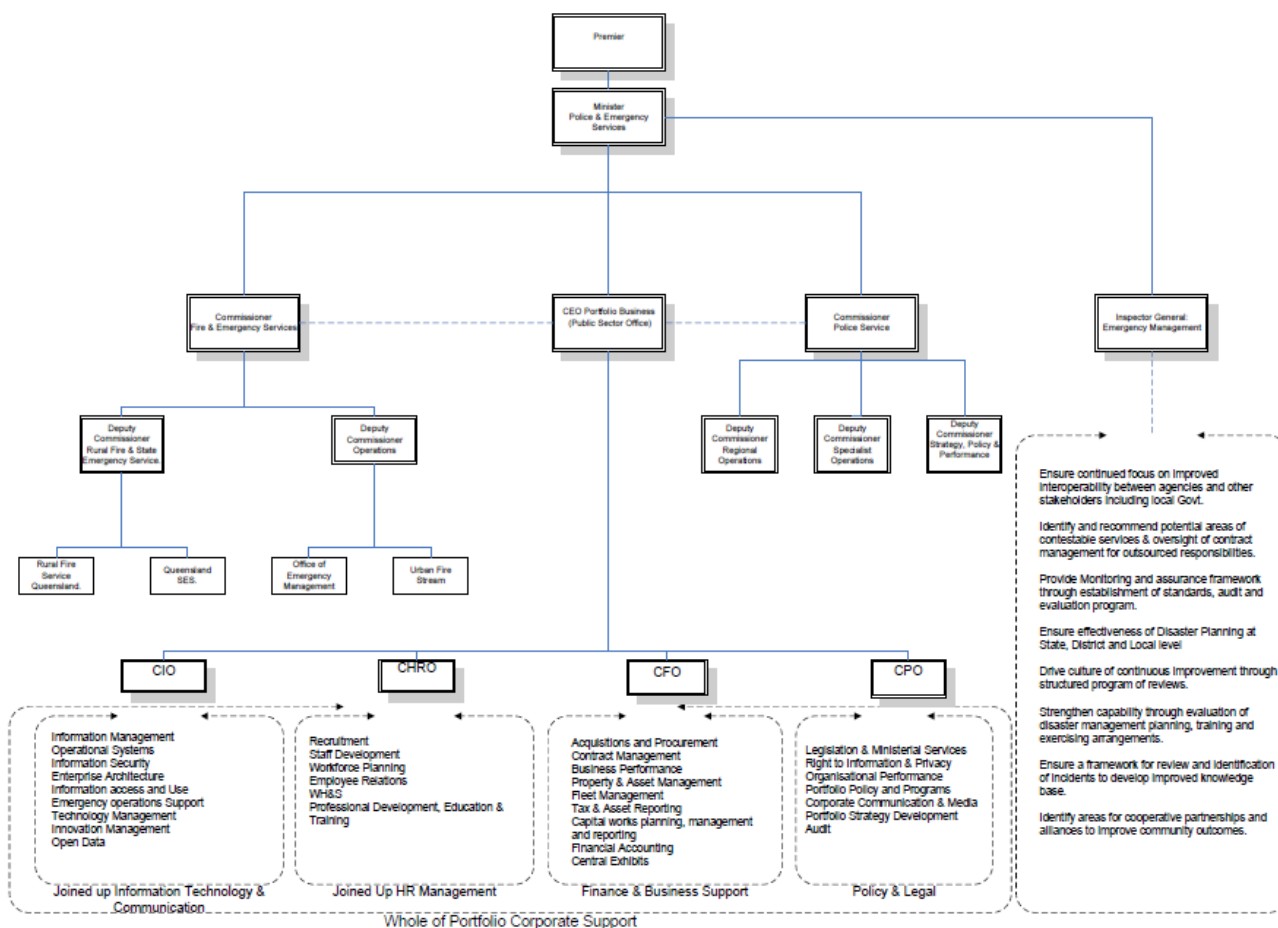 Premier
Minister
Police & Emergency
Services
Commissioner
Fire & Emergency Services
CEO Portfolio Business
(Public Sector Office)
Commissioner
Police Service
Inspector General:
Emergency Management
Deputy
Commissioner
Rural Fire & State
Emergency Service.
Deputy
Commissioner
Operations
Deputy
Commissioner
Regional
Operations
Deputy
Commissioner
Specialist
Operations
Deputy
Commissioner
Strategy, Policy &
Performance
Rural Fire
Service
Queensland.
Queensland
SES.
Office of
Emergency
Management
Urban Fire
Stream
Ensure continued focus on improved
interoperability between agencies and other
stakeholders including local Govt.
Identify and recommend potential areas of
contestable services & oversight of contract
management for outsourced responsibilities.
Provide Monitoring and assurance framework
through establishment of standards, audit and
evaluation program.
Ensure effectiveness of Disaster Planning at
State, District and Local level
Drive culture of continuous improvement through
structured program of reviews.
Strengthen capability through evaluation of
disaster management planning, training and
exercising arrangements.
Ensure a framework for review and identification
of incidents to develop improved knowledge
base.
Identify areas for cooperative partnerships and
alliances to improve community outcomes.
CIO
CHRO
CFO
CPO
Information Management
Operational Systems
Information Security
Enterprise Architecture
Information access and Use
Emergency operations Support
Technology Management
Innovation Management
Open Data
Recruitment
Staff Development
Workforce Planning
Employee Relations
WH&S
Professional Development, Education &
Training
Acquisitions and Procurement
Contract Management
Business Performance
Property & Asset Management
Fleet Management
Tax & Asset Reporting
Capital works planning, management
and reporting
Financial Accounting
Central Exhibits
Legislation & Ministerial Services
Right to Information & Privacy
Organisational Performance
Portfolio Policy and Programs
Corporate Communication & Media
Portfolio Strategy Development
Audit
Joined up Information Technology &
Communication
Joined Up HR Management
Finance & Business Support
Policy & Legal
Whole of Portfolio Corporate Support